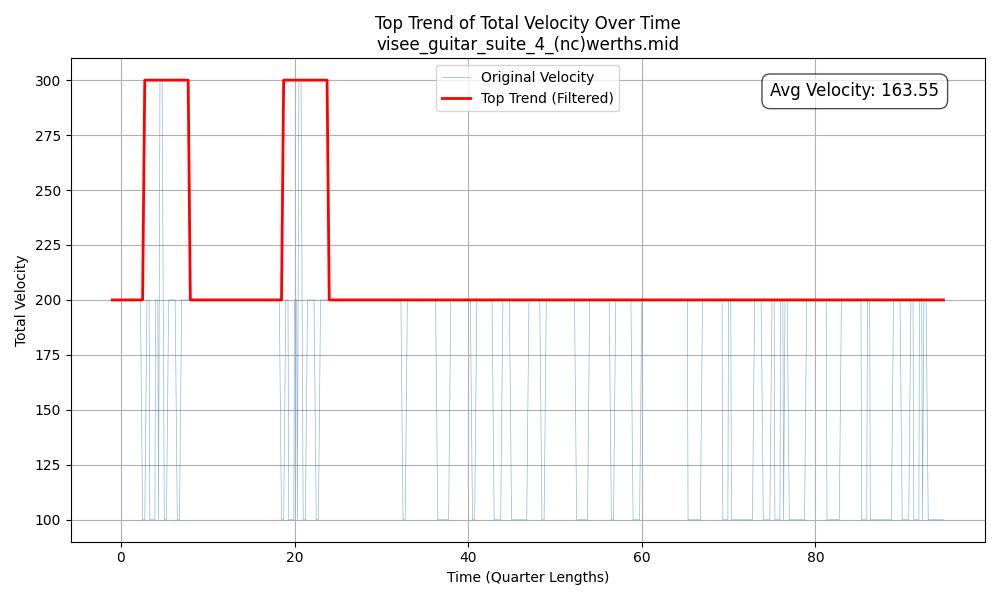 Top Trend of Total Velocity Over Time
visee_guitar_suite_4_(nc)werths.mid
Original Velocity
Top Trend (Filtered)
Avg Velocity: 163.55
Total Velocity
300
275
250
225
200
175
150
125
100
0
20
40
60
80
Time (Quarter Lengths)